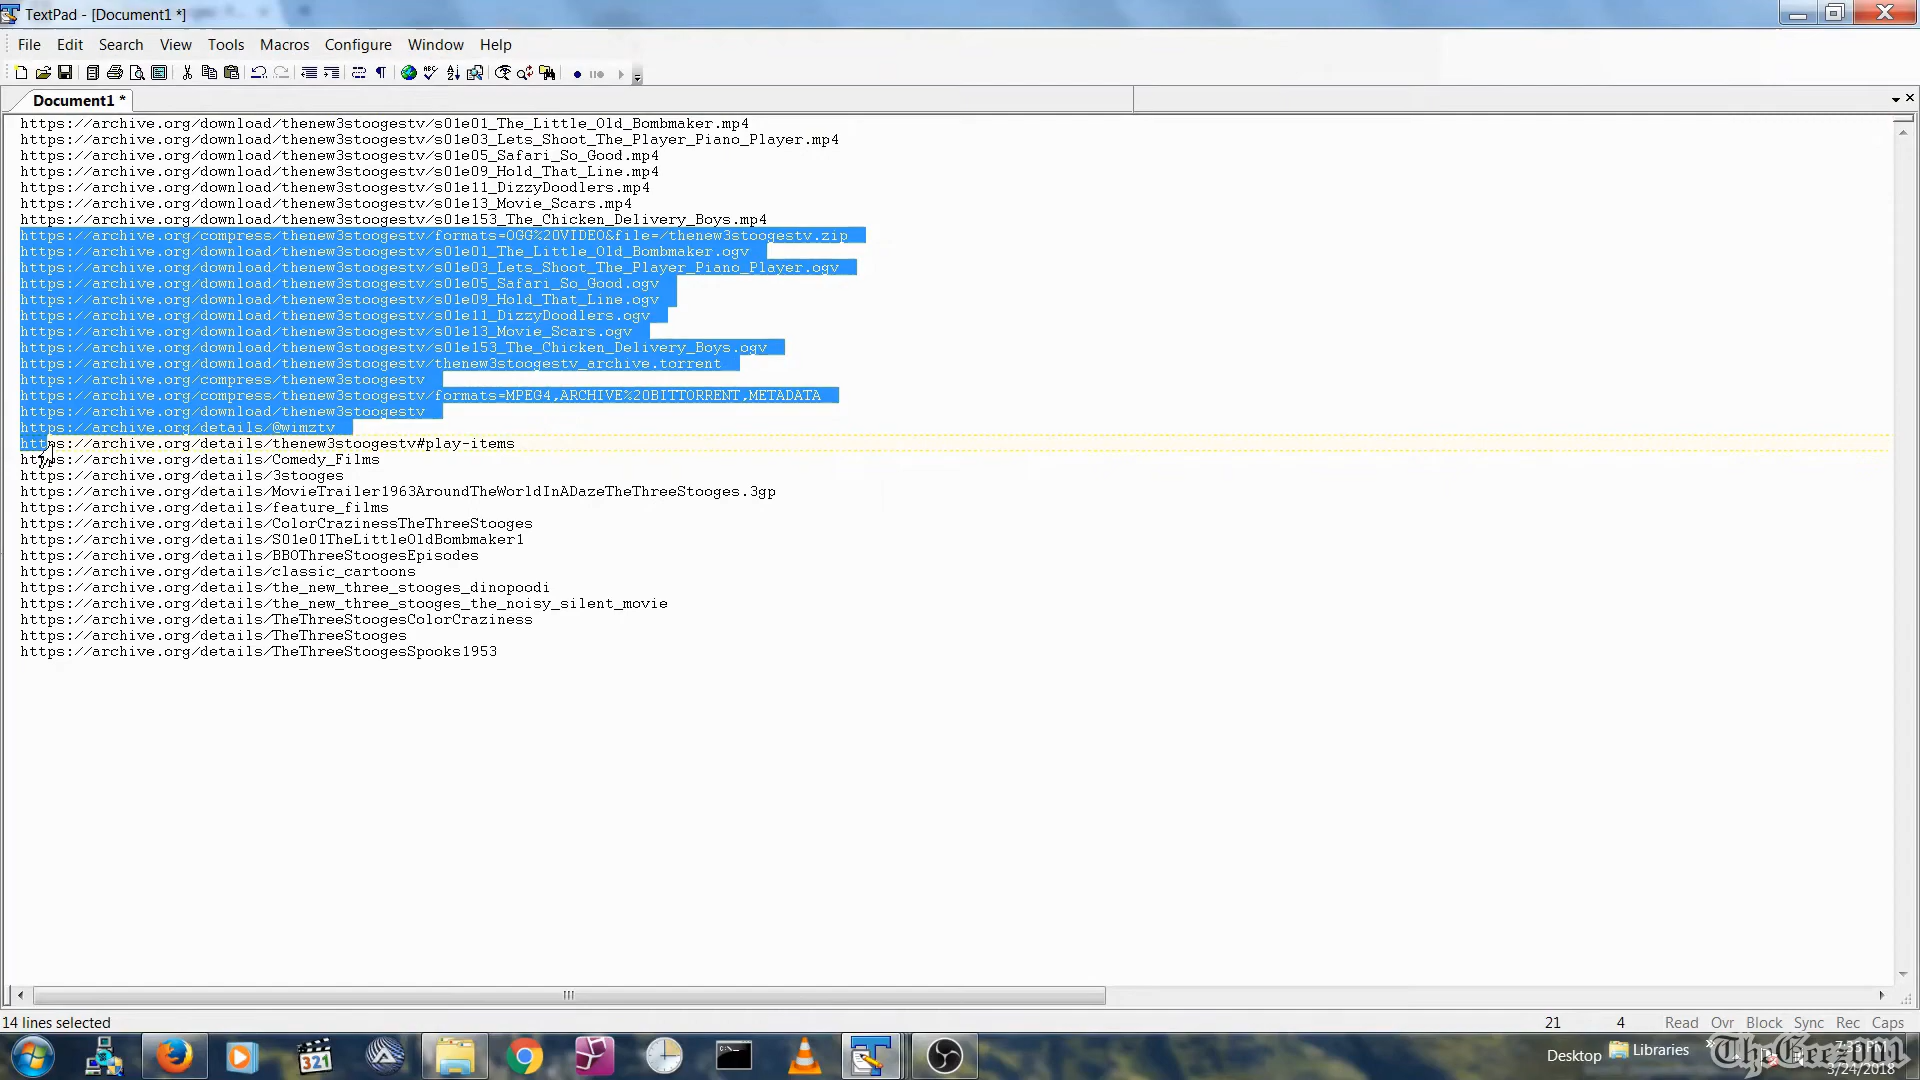 TextPad - [Document1 *]
File Edit Search View Tools Macros Configure Window Help
Document1 *
https://archive.org/download/thenew3stoogestv/s01e01_The_Little_Old_Bombmaker.mp4
https://archive.org/download/thenew3stoogestv/s01e03_Lets_Shoot_The_Player_Piano_Player.mp4
https://archive.org/download/thenew3stoogestv/s01e05_Safari_So_Good.mp4
https://archive.org/download/thenew3stoogestv/s01e09_Hold_That_Line.mp4
https://archive.org/download/thenew3stoogestv/s01e11_DizzyDoodlers.mp4
https://archive.org/download/thenew3stoogestv/s01e13_Movie_Scars.mp4
https://archive.org/download/thenew3stoogestv/s01e153_The_Chicken_Delivery_Boys.mp4
https://archive.org/compress/thenew3stoogestv/formats=OGG%20VIDEO&file=/thenew3stoogestv.zip
https://archive.org/download/thenew3stoogestv/s01e01_The_Little_Old_Bombmaker.ogv
https://archive.org/download/thenew3stoogestv/s01e03_Lets_Shoot_The_Player_Piano_Player.ogv
https://archive.org/download/thenew3stoogestv/s01e05_Safari_So_Good.ogv
https://archive.org/download/thenew3stoogestv/s01e09_Hold_That_Line.ogv
https://archive.org/download/thenew3stoogestv/s01e11_DizzyDoodlers.ogv
https://archive.org/download/thenew3stoogestv/s01e13_Movie_Scars.ogv
https://archive.org/download/thenew3stoogestv/s01e153_The_Chicken_Delivery_Boys.ogv
https://archive.org/download/thenew3stoogestv/thenew3stoogestv_archive.torrent
https://archive.org/compress/thenew3stoogestv
https://archive.org/compress/thenew3stoogestv/formats=MPEG4,ARCHIVE%20BITTORRENT,METADATA
https://archive.org/download/thenew3stoogestv
https://archive.org/details/@wimztv
https://archive.org/details/thenew3stoogestv#play-items
https://archive.org/details/Comedy_Films
https://archive.org/details/3stooges
https://archive.org/details/MovieTrailer1963AroundTheWorldInADazeTheThreeStooges.3gp
https://archive.org/details/feature_films
https://archive.org/details/ColorCrazinessTheThreeStooges
https://archive.org/details/S01e01TheLittleOldBombmaker1
https://archive.org/details/BBOThreeStoogesEpisodes
https://archive.org/details/classic_cartoons
https://archive.org/details/the_new_three_stooges_dinopoodi
https://archive.org/details/the_new_three_stooges_the_noisy_silent_movie
https://archive.org/details/TheThreeStoogesColorCraziness
https://archive.org/details/TheThreeStooges
https://archive.org/details/TheThreeStoogesSpooks1953
14 lines selected 21 4 Read Ovr Block Sync Rec Caps
321
Desktop Libraries
3/24/2018